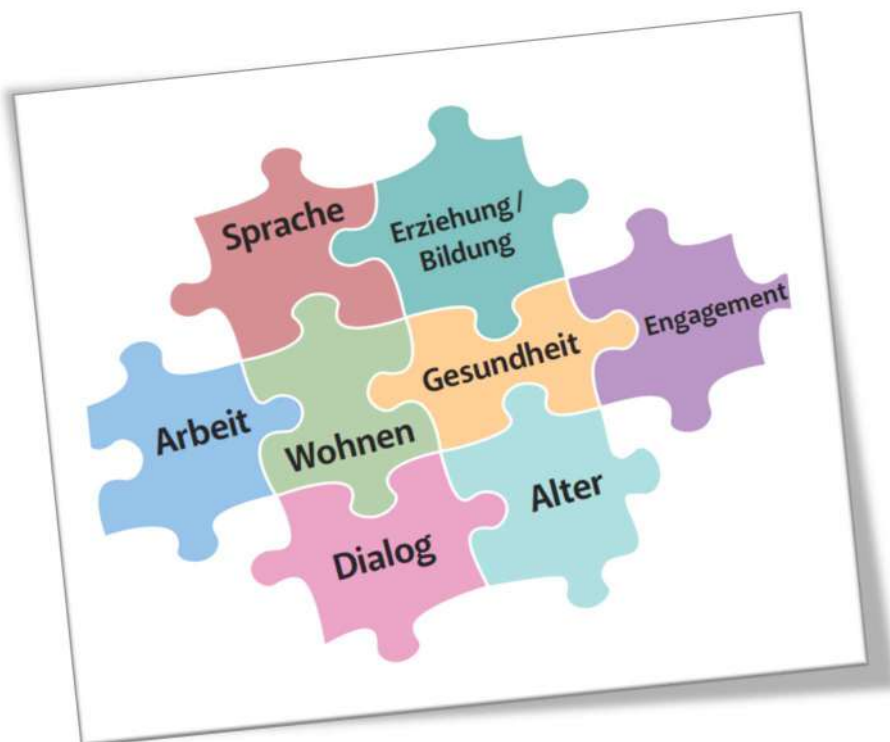 Sprache
Erziehung/
Bildung
Engagement
Gesundheit
Arbeit
Wohnen
Alter
Dialog